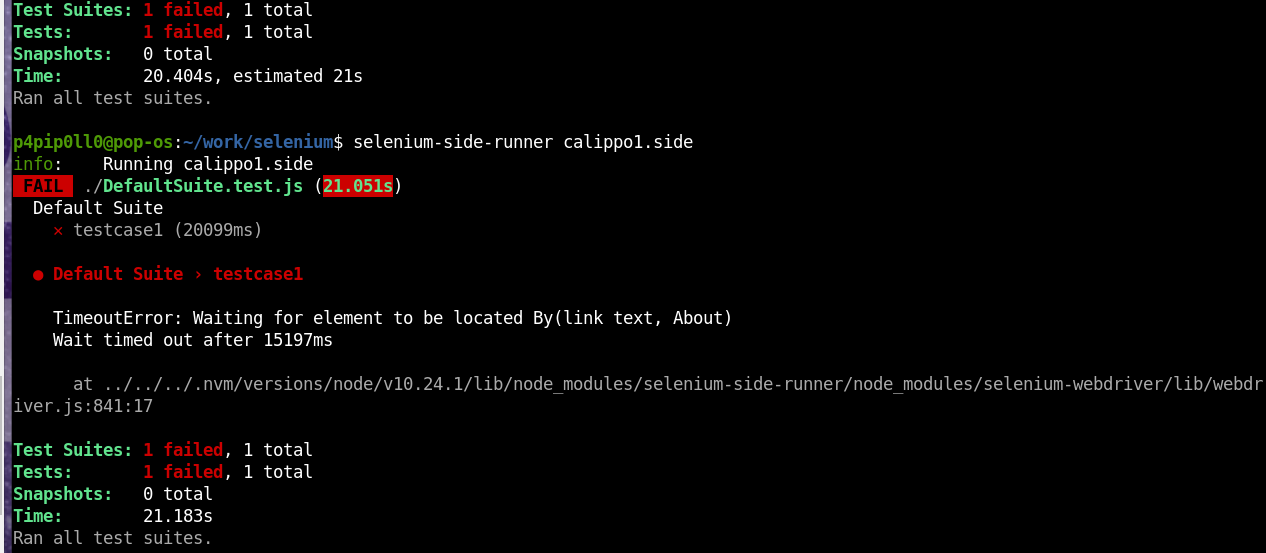 Test Suites: 1 failed, 1 total
Tests:       1 failed, 1 total
Snapshots:   0 total
Time:        20.404s, estimated 21s
Ran all test suites.
p4pip0ll0@pop-os:~/work/selenium$ selenium-side-runner calippo1.side
info:    Running calippo1.side
FAIL ./DefaultSuite.test.js (21.051s)
Default Suite
✕ testcase1 (20099ms)
● Default Suite › testcase1
TimeoutError: Waiting for element to be located By(link text, About)
Wait timed out after 15197ms
at ../../../.nvm/versions/node/v10.24.1/lib/node_modules/selenium-side-runner/node_modules/selenium-webdriver/lib/webdr
iver.js:841:17
Test Suites: 1 failed, 1 total
Tests:       1 failed, 1 total
Snapshots:   0 total
Time:        21.183s
Ran all test suites.